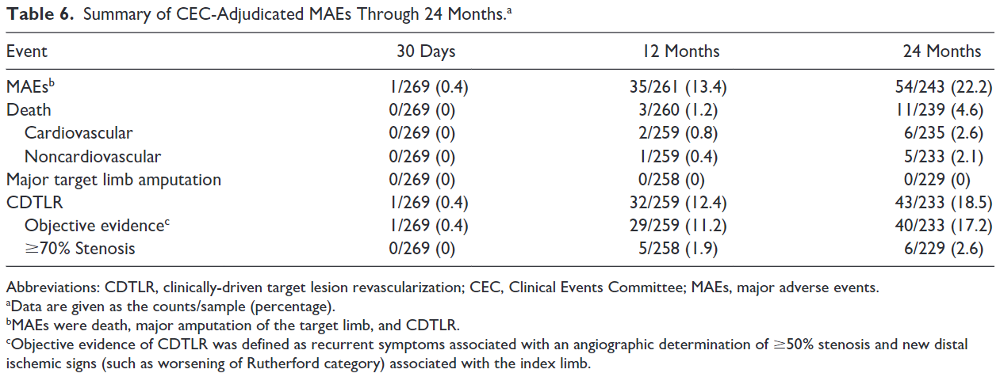 Table 6. Summary of CEC-Adjudicated MAEs Through 24 Months.a
Event 30 Days 12 Months 24 Months
MAEsb 1/269 (0.4) 35/261 (13.4) 54/243 (22.2)
Death 0/269 (0) 3/260 (1.2) 11/239 (4.6)
Cardiovascular 0/269 (0) 2/259 (0.8) 6/235 (2.6)
Noncardiovascular 0/269 (0) 1/259 (0.4) 5/233 (2.1)
Major target limb amputation 0/269 (0) 0/258 (0) 0/229 (0)
CDTLR 1/269 (0.4) 32/259 (12.4) 43/233 (18.5)
Objective evidencec 1/269 (0.4) 29/259 (11.2) 40/233 (17.2)
≥70% Stenosis 0/269 (0) 5/258 (1.9) 6/229 (2.6)
Abbreviations: CDTLR, clinically-driven target lesion revascularization; CEC, Clinical Events Committee; MAEs, major adverse events.
aData are given as the counts/sample (percentage).
bMAEs were death, major amputation of the target limb, and CDTLR.
cObjective evidence of CDTLR was defined as recurrent symptoms associated with an angiographic determination of ≥50% stenosis and new distal
ischemic signs (such as worsening of Rutherford category) associated with the index limb.